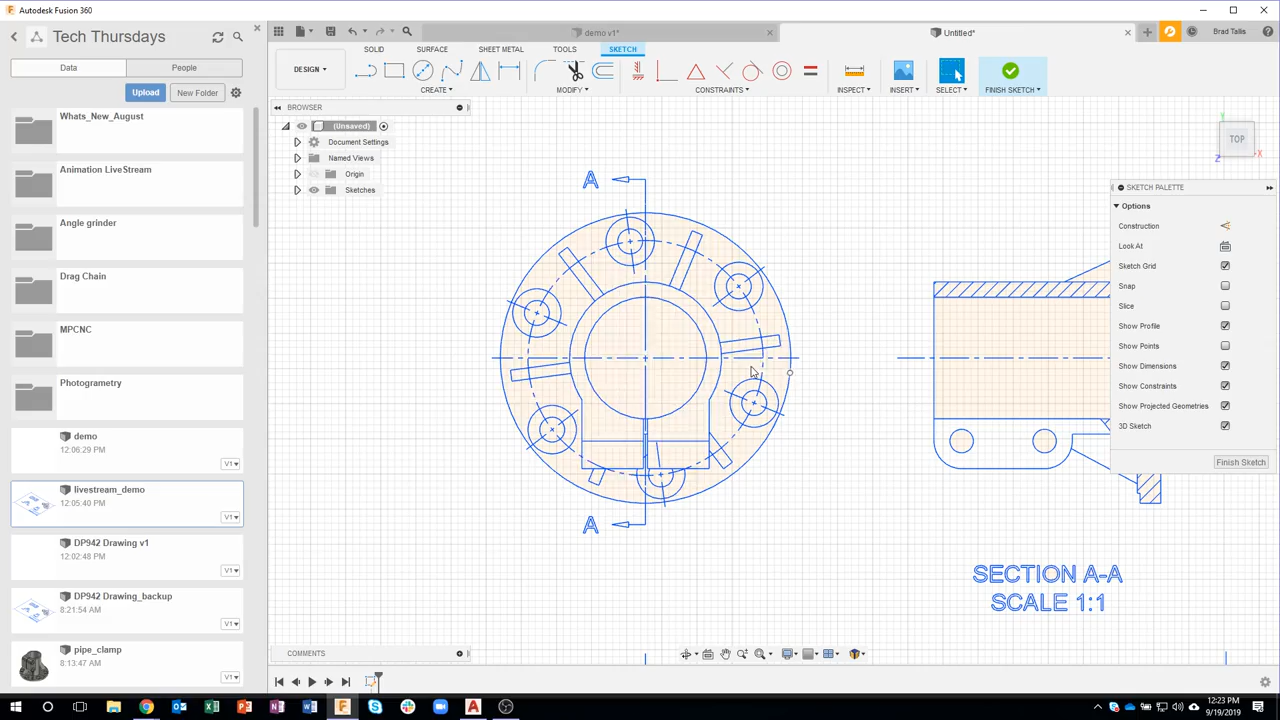 Autodesk Fusion 360
Tech Thursdays
demo v1*
Untitled*
Brad Tallis
Data
People
SOLID
SURFACE
SHEET METAL
TOOLS
SKETCH
Upload
New Folder
DESIGN
CREATE
MODIFY
CONSTRAINTS
INSPECT
INSERT
SELECT
FINISH SKETCH
BROWSER
(Unsaved)
Document Settings
Named Views
Origin
Sketches
Whats_New_August
Animation LiveStream
Angle grinder
Drag Chain
MPCNC
Photogrametry
demo
12:06:29 PM
V1
livestream_demo
12:05:40 PM
V1
DP942 Drawing v1
12:02:48 PM
V1
DP942 Drawing_backup
8:21:54 AM
V1
pipe_clamp
8:13:47 AM
V1
A
A
SECTION A-A
SCALE 1:1
Y
TOP
Z
X
SKETCH PALETTE
Options
Construction
Look At
Sketch Grid
Snap
Slice
Show Profile
Show Points
Show Dimensions
Show Constraints
Show Projected Geometries
3D Sketch
Finish Sketch
COMMENTS
12:23 PM
9/19/2019